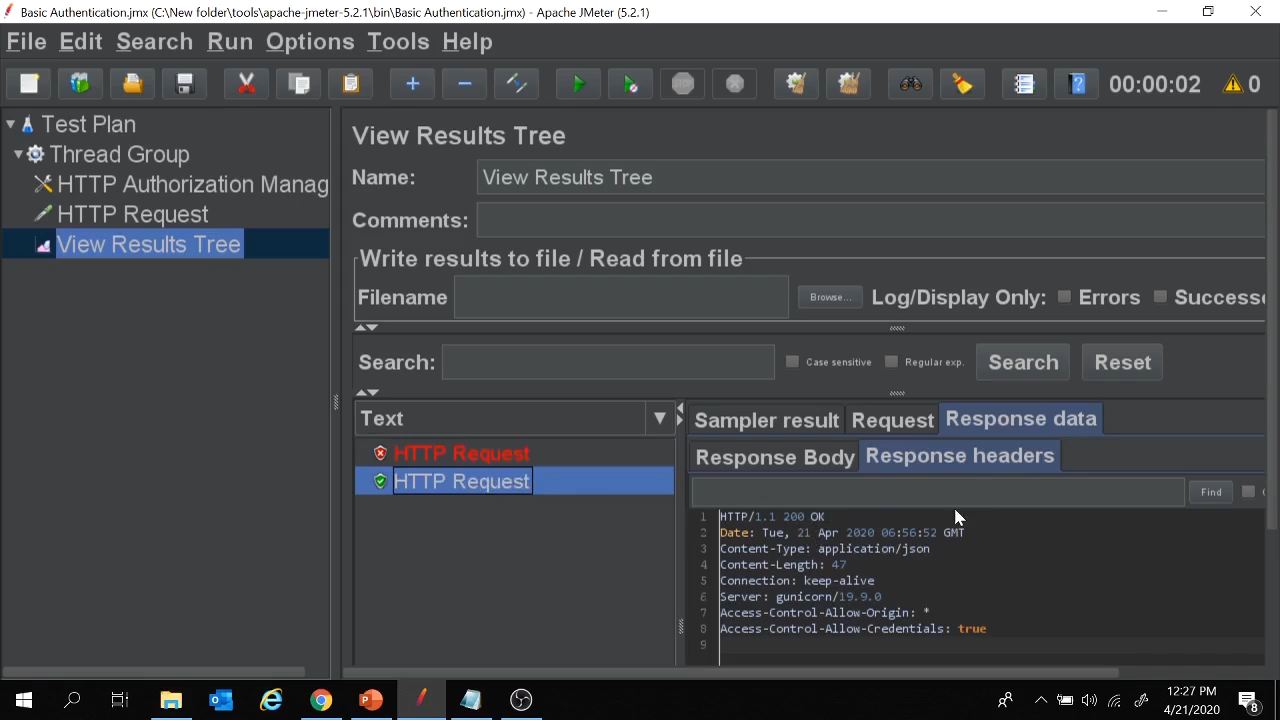 Basic Authentication.jmx (C:\New folder\tools\apache-jmeter-5.2.1\bin\Basic Authentication.jmx) - Apache JMeter (5.2.1)
File Edit Search Run Options Tools Help
00:00:02 0
Test Plan
Thread Group
HTTP Authorization Manag
HTTP Request
View Results Tree
View Results Tree
Name: View Results Tree
Comments:
Write results to file / Read from file
Filename Browse... Log/Display Only: Errors Successe
Search: Case sensitive Regular exp. Search Reset
Text
HTTP Request
HTTP Request
Sampler result Request Response data
Response Body Response headers
Find
1 HTTP/1.1 200 OK
2 Date: Tue, 21 Apr 2020 06:56:52 GMT
3 Content-Type: application/json
4 Content-Length: 47
5 Connection: keep-alive
6 Server: gunicorn/19.9.0
7 Access-Control-Allow-Origin: *
8 Access-Control-Allow-Credentials: true
9
12:27 PM
4/21/2020
8